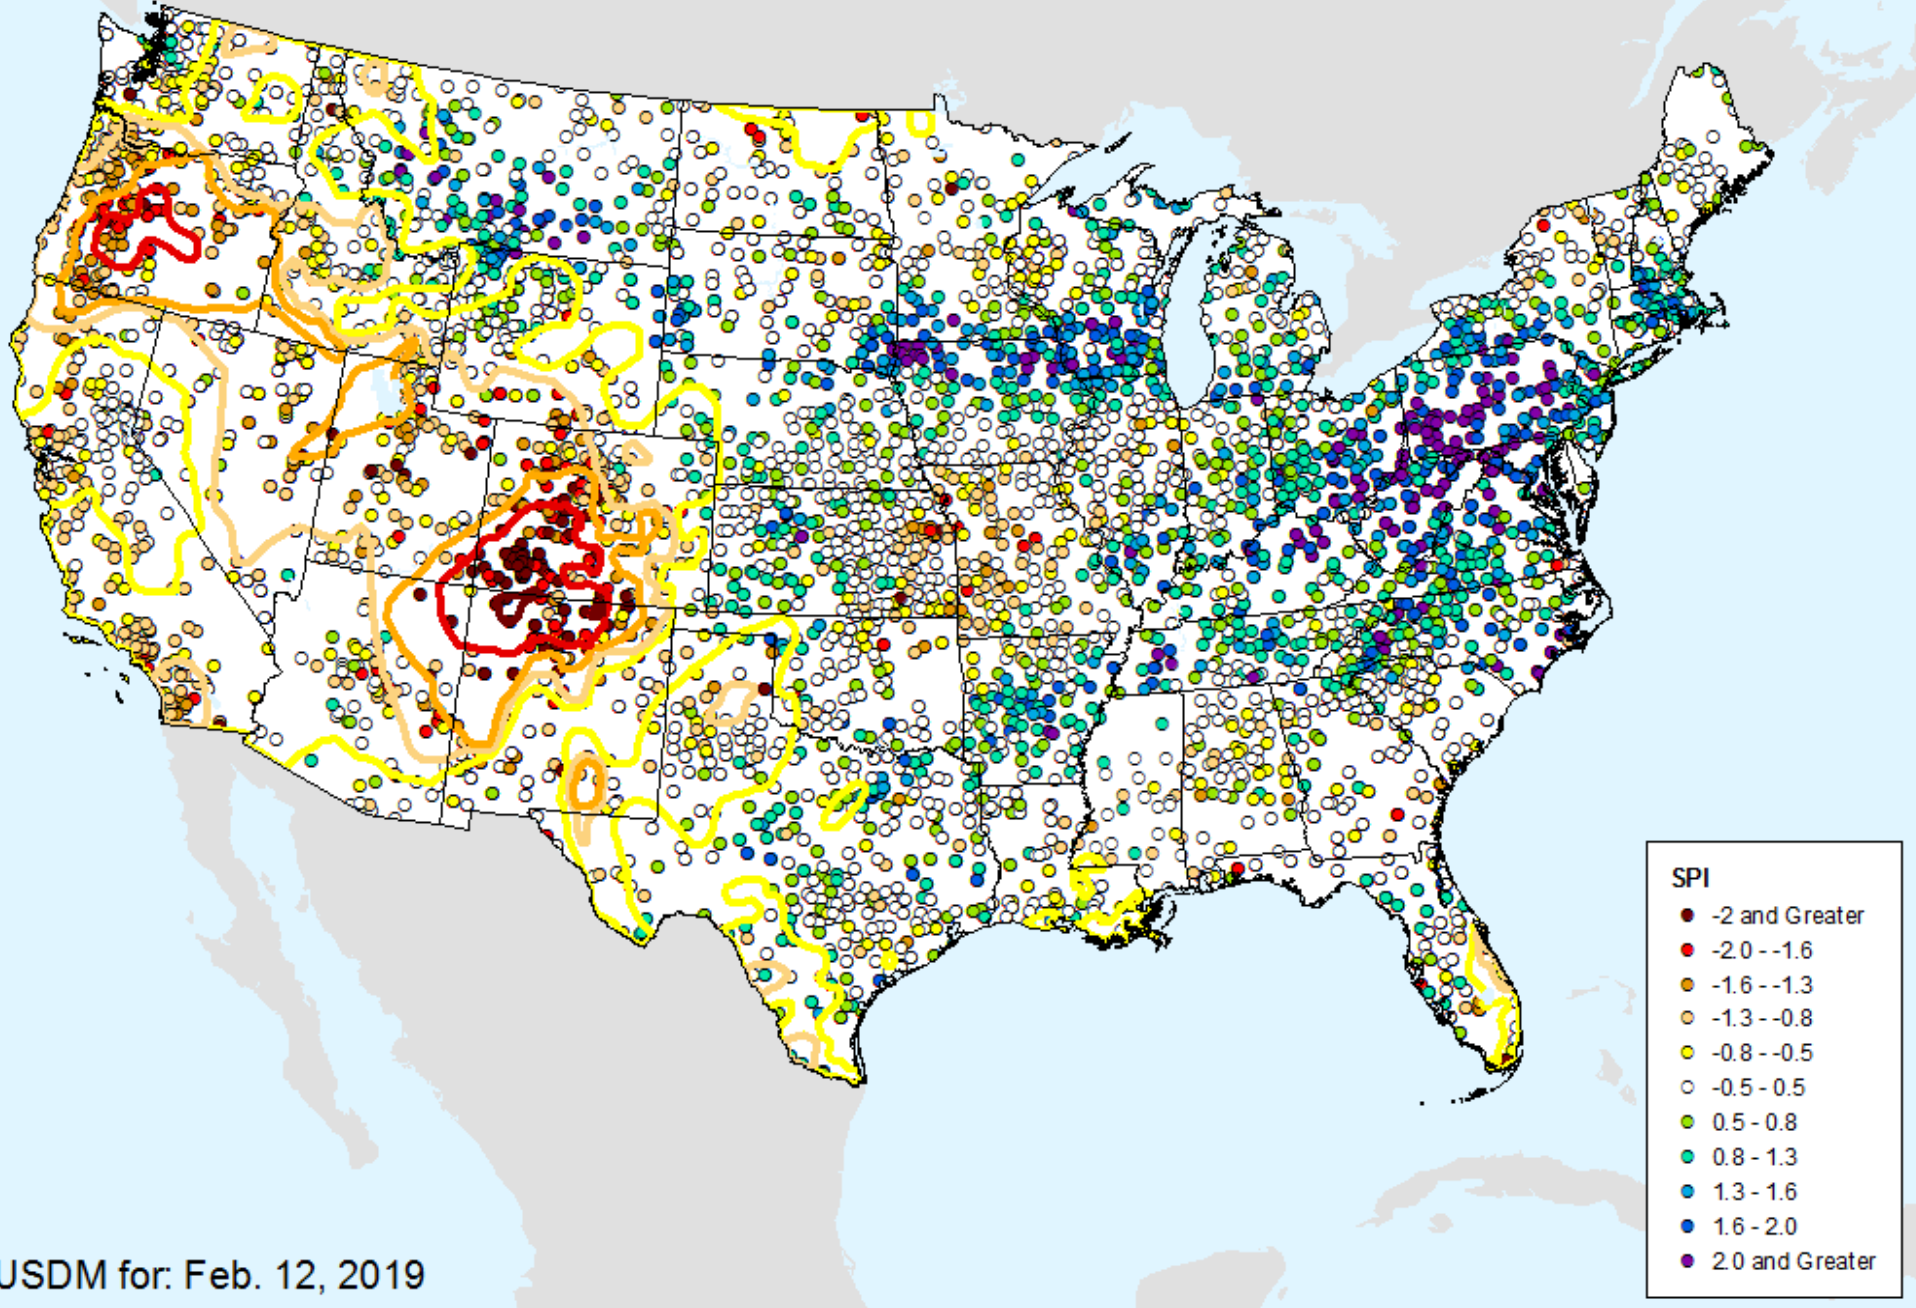 SPI
-2 and Greater
-2.0 - -1.6
-1.6 - -1.3
-1.3 - -0.8
-0.8 - -0.5
-0.5 - 0.5
0.5 - 0.8
0.8 - 1.3
1.3 - 1.6
1.6 - 2.0
2.0 and Greater
USDM for: Feb. 12, 2019